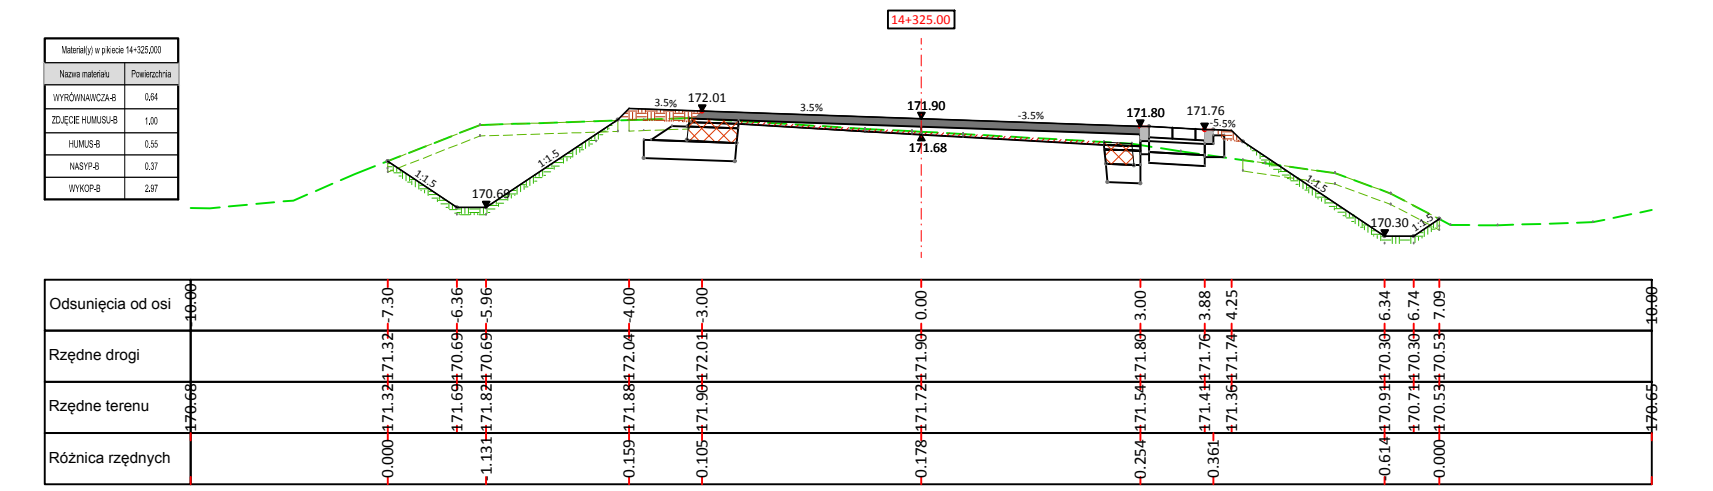 14+325.00
Materiał(y) w pikiecie 14+325,000
Nazwa materiału Powierzchnia
WYRÓWNAWCZA-B 0,64
ZDJĘCIE HUMUSU-B 1,00
HUMUS-B 0,55
NASYP-B 0,37
WYKOP-B 2,97
3.5% 172.01 3.5% 171.90 -3.5% 171.80 171.76 -5.5%
171.68
1:1.5 170.69 1:1.5 1:1.5 170.30 1:1.5
Odsunięcia od osi -10.00 -7.30 -6.36 -5.96 -4.00 -3.00 0.00 3.00 3.88 4.25 6.34 6.74 7.09 10.00
Rzędne drogi 171.32 170.69 170.69 172.04 172.01 171.90 171.80 171.76 171.74 170.30 170.30 170.53
Rzędne terenu 170.68 171.32 171.69 171.82 171.88 171.90 171.72 171.54 171.41 171.36 170.91 170.71 170.53 170.65
Różnica rzędnych 0.000 -1.131 0.159 0.105 0.178 0.254 0.361 -0.614 0.000